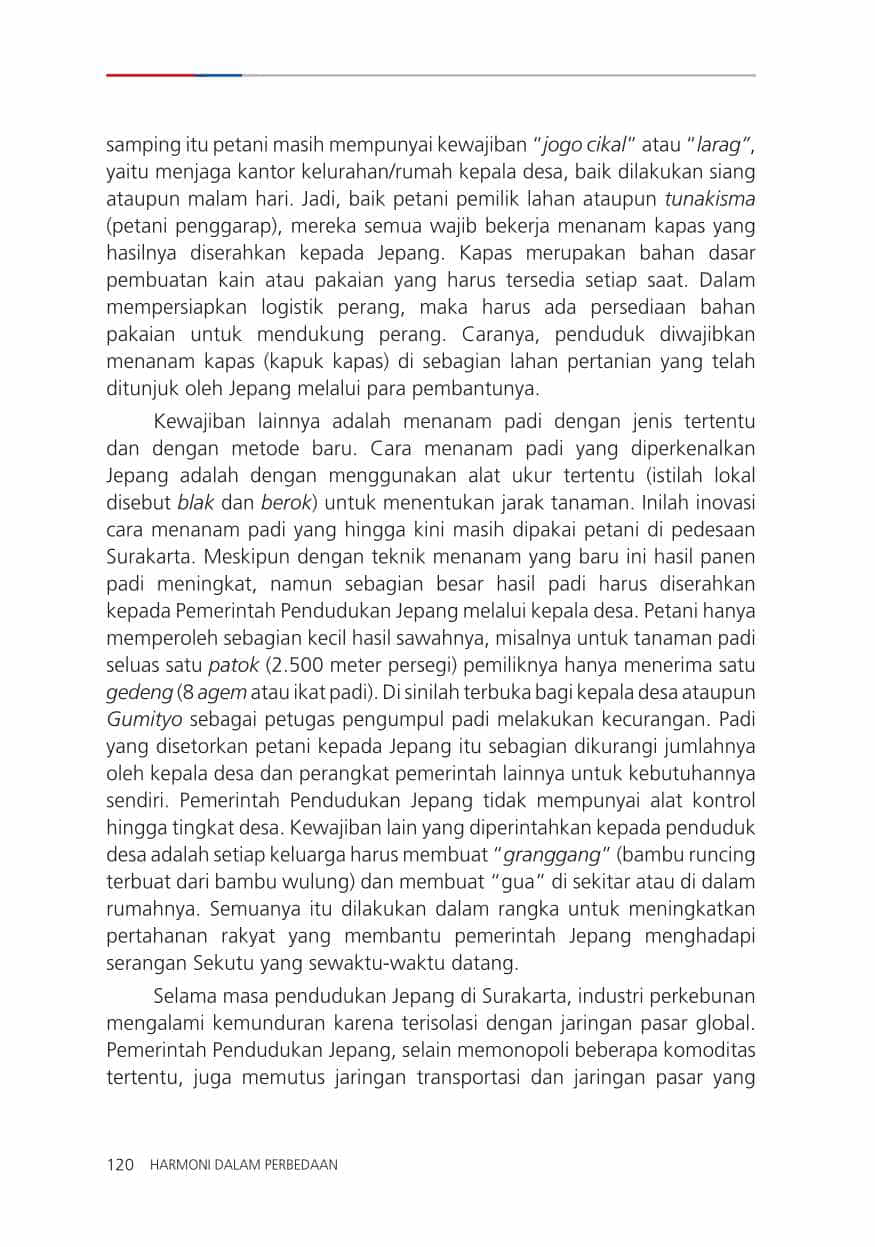 samping itu petani masih mempunyai kewajiban “jogo cikal” atau “larag”,
yaitu menjaga kantor kelurahan/rumah kepala desa, baik dilakukan siang
ataupun malam hari. Jadi, baik petani pemilik lahan ataupun tunakisma
(petani penggarap), mereka semua wajib bekerja menanam kapas yang
hasilnya diserahkan kepada Jepang. Kapas merupakan bahan dasar
pembuatan kain atau pakaian yang harus tersedia setiap saat. Dalam
mempersiapkan logistik perang, maka harus ada persediaan bahan
pakaian untuk mendukung perang. Caranya, penduduk diwajibkan
menanam kapas (kapuk kapas) di sebagian lahan pertanian yang telah
ditunjuk oleh Jepang melalui para pembantunya.
Kewajiban lainnya adalah menanam padi dengan jenis tertentu
dan dengan metode baru. Cara menanam padi yang diperkenalkan
Jepang adalah dengan menggunakan alat ukur tertentu (istilah lokal
disebut blak dan berok) untuk menentukan jarak tanaman. Inilah inovasi
cara menanam padi yang hingga kini masih dipakai petani di pedesaan
Surakarta. Meskipun dengan teknik menanam yang baru ini hasil panen
padi meningkat, namun sebagian besar hasil padi harus diserahkan
kepada Pemerintah Pendudukan Jepang melalui kepala desa. Petani hanya
memperoleh sebagian kecil hasil sawahnya, misalnya untuk tanaman padi
seluas satu patok (2.500 meter persegi) pemiliknya hanya menerima satu
gedeng (8 agem atau ikat padi). Di sinilah terbuka bagi kepala desa ataupun
Gumityo sebagai petugas pengumpul padi melakukan kecurangan. Padi
yang disetorkan petani kepada Jepang itu sebagian dikurangi jumlahnya
oleh kepala desa dan perangkat pemerintah lainnya untuk kebutuhannya
sendiri. Pemerintah Pendudukan Jepang tidak mempunyai alat kontrol
hingga tingkat desa. Kewajiban lain yang diperintahkan kepada penduduk
desa adalah setiap keluarga harus membuat “granggang” (bambu runcing
terbuat dari bambu wulung) dan membuat “gua” di sekitar atau di dalam
rumahnya. Semuanya itu dilakukan dalam rangka untuk meningkatkan
pertahanan rakyat yang membantu pemerintah Jepang menghadapi
serangan Sekutu yang sewaktu-waktu datang.
Selama masa pendudukan Jepang di Surakarta, industri perkebunan
mengalami kemunduran karena terisolasi dengan jaringan pasar global.
Pemerintah Pendudukan Jepang, selain memonopoli beberapa komoditas
tertentu, juga memutus jaringan transportasi dan jaringan pasar yang
120 HARMONI DALAM PERBEDAAN